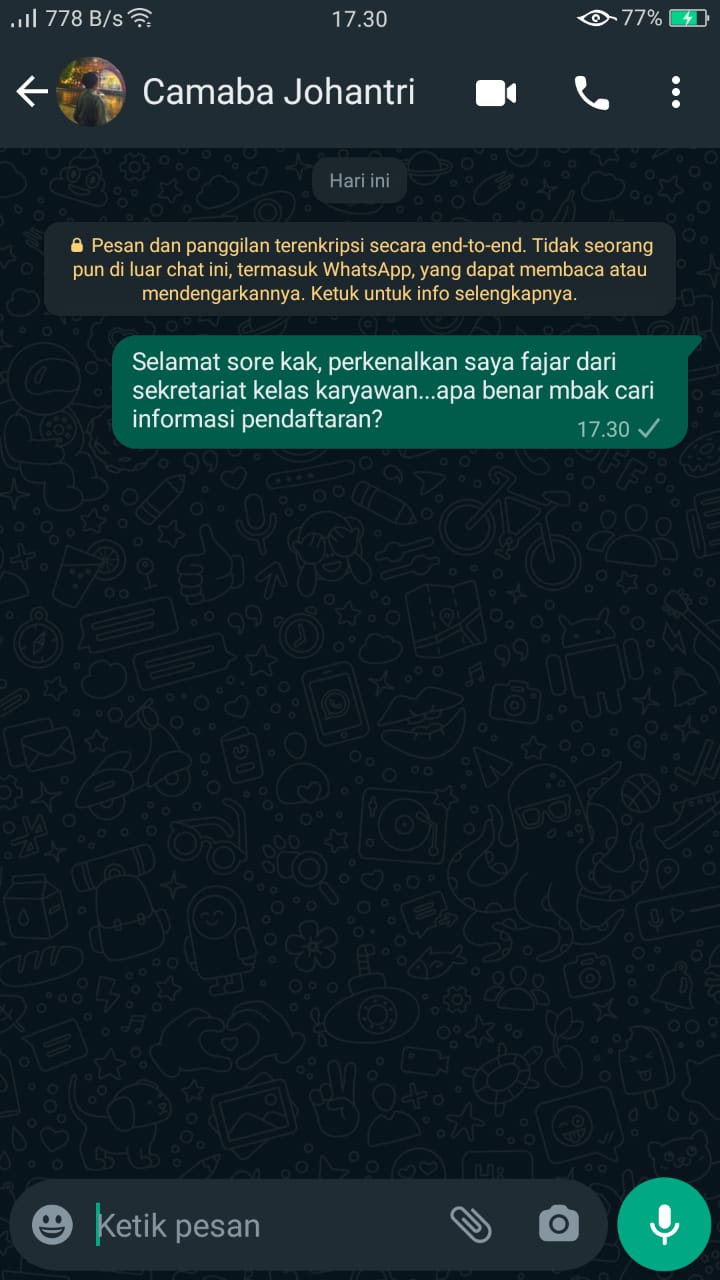 778 B/s 17.30 77%
Camaba Johantri
Hari ini
Pesan dan panggilan terenkripsi secara end-to-end. Tidak seorang
pun di luar chat ini, termasuk WhatsApp, yang dapat membaca atau
mendengarkannya. Ketuk untuk info selengkapnya.
Selamat sore kak, perkenalkan saya fajar dari
sekretariat kelas karyawan...apa benar mbak cari
informasi pendaftaran?
17.30
Ketik pesan